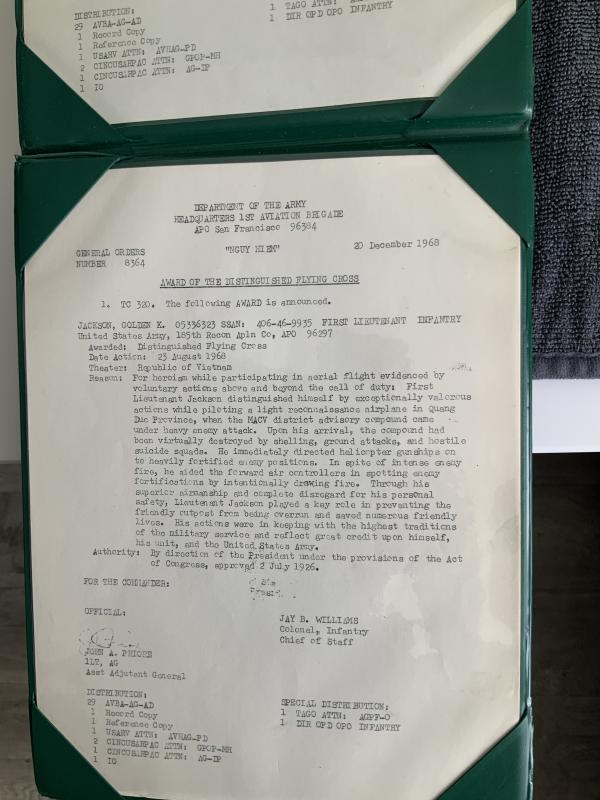 DISTRIBUTION:
29 AVBA-AG-AD
1 Record Copy
1 Reference Copy
1 USARV ATTN: AVHAG-PD
2 CINCUSARPAC ATTN: GPOP-MH
1 CINCUSARPAC ATTN: AG-IP
1 IO
1 TAGO ATTN:
1 DIR OPD OPO INFANTRY
DEPARTMENT OF THE ARMY
HEADQUARTERS 1ST AVIATION BRIGADE
APO San Francisco 96384
GENERAL ORDERS "NGUY HIEM" 20 December 1968
NUMBER 8364
AWARD OF THE DISTINGUISHED FLYING CROSS
1. TC 320. The following AWARD is announced.
JACKSON, GOLDEN K. 05336323 SSAN: 406-46-9935 FIRST LIEUTENANT INFANTRY
United States Army, 185th Recon Apln Co, APO 96297
Awarded: Distinguished Flying Cross
Date Action: 23 August 1968
Theater: Republic of Vietnam
Reason: For heroism while participating in aerial flight evidenced by
voluntary actions above and beyond the call of duty: First
Lieutenant Jackson distinguished himself by exceptionally valorous
actions while piloting a light reconnaissance airplane in Quang
Duc Province, when the MACV district advisory compound came
under heavy enemy attack. Upon his arrival, the compound had
been virtually destroyed by shelling, ground attacks, and hostile
suicide squads. He immediately directed helicopter gunships on
to heavily fortified enemy positions. In spite of intense enemy
fire, he aided the forward air controllers in spotting enemy
fortifications by intentionally drawing fire. Through his
superior airmanship and complete disregard for his personal
safety, Lieutenant Jackson played a key role in preventing the
friendly outpost from being overrun and saved numerous friendly
lives. His actions were in keeping with the highest traditions
of the military service and reflect great credit upon himself,
his unit, and the United States Army.
Authority: By direction of the President under the provisions of the Act
of Congress, approved 2 July 1926.
FOR THE COMMANDER:
OFFICIAL:
JAY B. WILLIAMS
Colonel, Infantry
Chief of Staff
JOHN A. PHIORE
1LT, AG
Asst Adjutant General
DISTRIBUTION:
29 AVBA-AG-AD
1 Record Copy
1 Reference Copy
1 USARV ATTN: AVHAG-PD
2 CINCUSARPAC ATTN: GPOP-MH
1 CINCUSARPAC ATTN: AG-IP
1 IO
SPECIAL DISTRIBUTION:
1 TAGO ATTN: AGPF-O
1 DIR OPD OPO INFANTRY